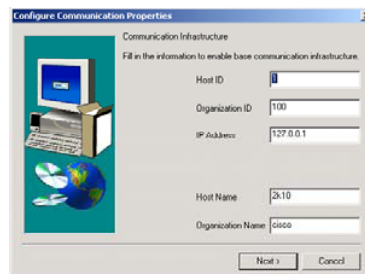 Configure Communication Properties
Communication Infrastructure
Fill in the information to enable base communication infrastructure.
Host ID 1
Organization ID 100
IP Address 127.0.0.1
Host Name 2k10
Organization Name cisco
Next > Cancel